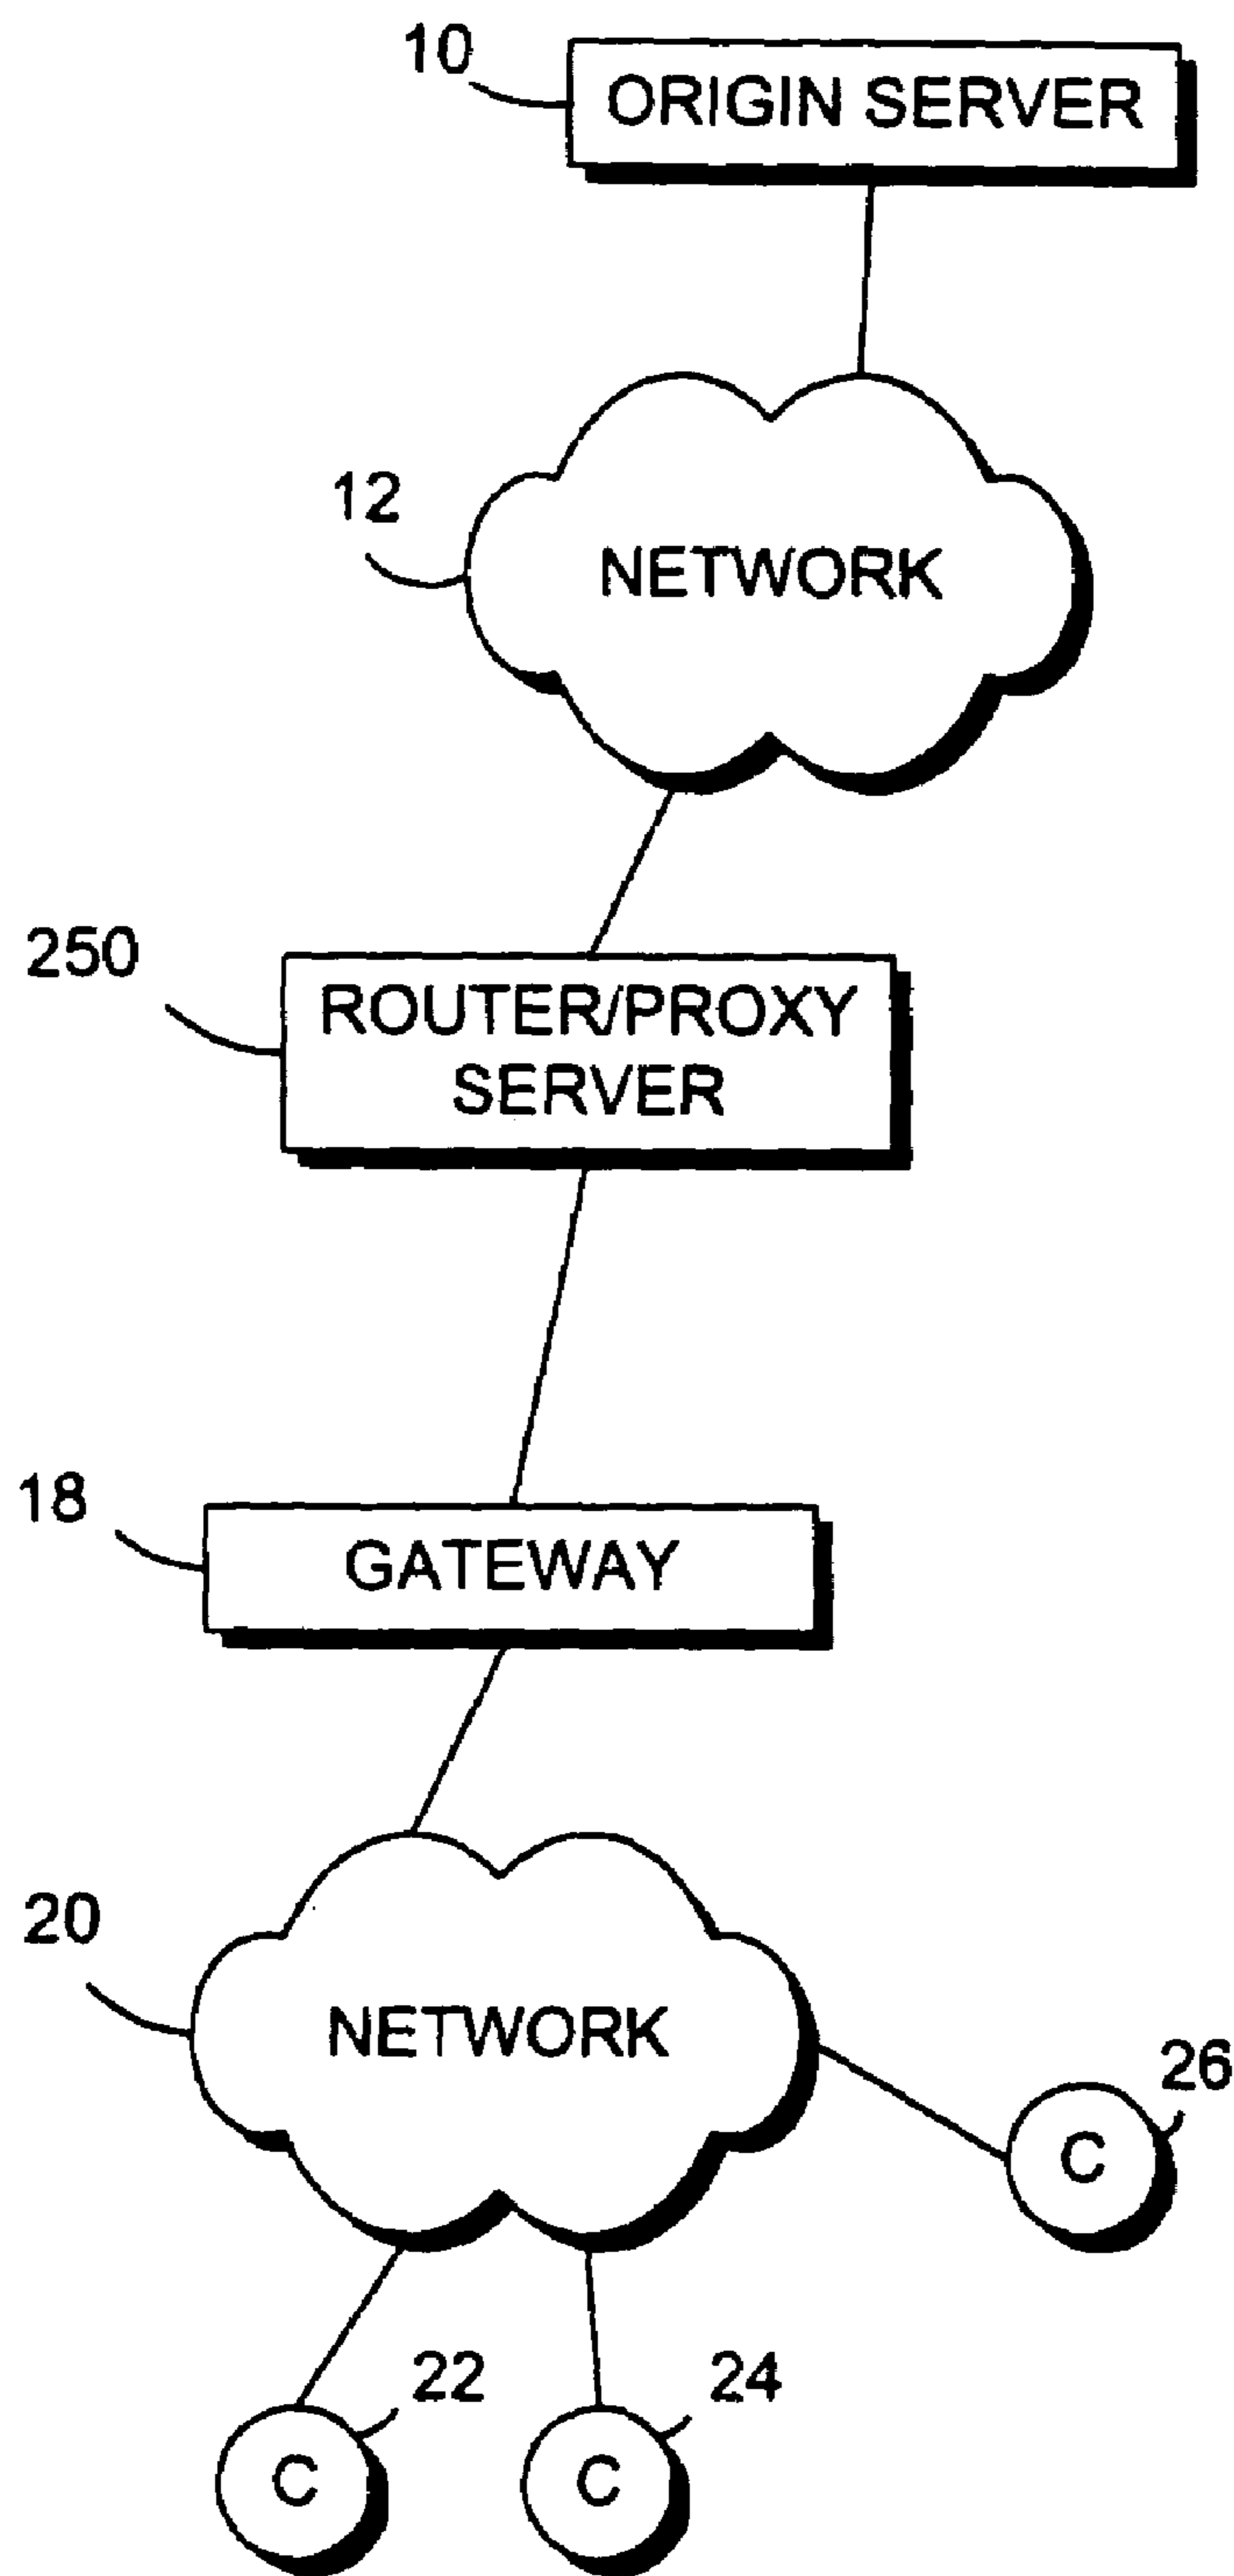 10
ORIGIN SERVER
12
NETWORK
250
ROUTER/PROXY
SERVER
18
GATEWAY
20
NETWORK
26
C
22
24
C
C